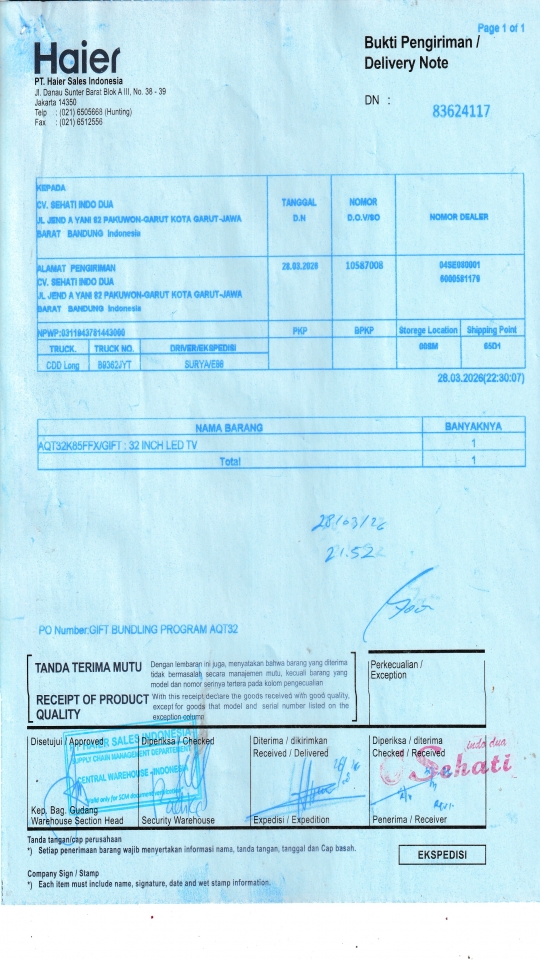 Page 1 of 1
Haier
PT. Haier Sales Indonesia
Jl. Danau Sunter Barat Blok A III, No. 38 - 39
Jakarta 14350
Telp : (021) 6505668 (Hunting)
Fax : (021) 6512556
Bukti Pengiriman /
Delivery Note
DN :
83624117
KEPADA
CV. SEHATI INDO DUA
JL JEND A YANI 82 PAKUWON-GARUT KOTA GARUT-JAWA
BARAT BANDUNG Indonesia
TANGGAL
D.N
NOMOR
D.O.V/SO
NOMOR DEALER
ALAMAT PENGIRIMAN
CV. SEHATI INDO DUA
JL JEND A YANI 82 PAKUWON-GARUT KOTA GARUT-JAWA
BARAT BANDUNG Indonesia
28.03.2026
10587008
PKP
BPKP
Storege Location
Shipping Point
TRUCK.
TRUCK NO.
DRIVER/EKSPEDISI
CDD Long
28.03.2026(22:30:07)
NAMA BARANG
BANYAKNYA
AQT32K85FFX/GIFT : 32 INCH LED TV
1
Total
1
28/03/26
21.52
PO Number:GIFT BUNDLING PROGRAM AQT32
TANDA TERIMA MUTU
Dengan lembaran ini juga, menyatakan bahwa barang yang diterima
tidak bermasalah secara manajemen mutu, kecuali barang yang
model dan nomor serinya tertera pada kolom pengecualian
RECEIPT OF PRODUCT
QUALITY
With this receipt declare the goods received with good quality,
except for goods that model and serial number listed on the
exception column
Perkecualian /
Exception
Disetujui / Approved
Diperiksa / Checked
Diterima / dikirimkan
Received / Delivered
Diperiksa / diterima
Checked / Received
HAIER SALES INDONESIA
SUPPLY CHAIN MANAGEMENT DEPARTEMENT
CENTRAL WAREHOUSE -INDONESIA
indo dua
Sehati
Kep. Bag. Gudang
Warehouse Section Head
Security Warehouse
Expedisi / Expedition
Penerima / Receiver
Tanda tangan/cap perusahaan
*) Setiap penerimaan barang wajib menyertakan informasi nama, tanda tangan, tanggal dan Cap basah.
EKSPEDISI
Company Sign / Stamp
*) Each item must include name, signature, date and wet stamp information.